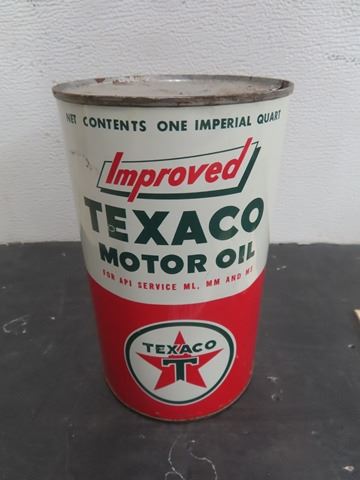 NET CONTENTS ONE IMPERIAL QUART
Improved
TEXACO
MOTOR OIL
FOR API SERVICE ML, MM AND MS
TEXACO
T